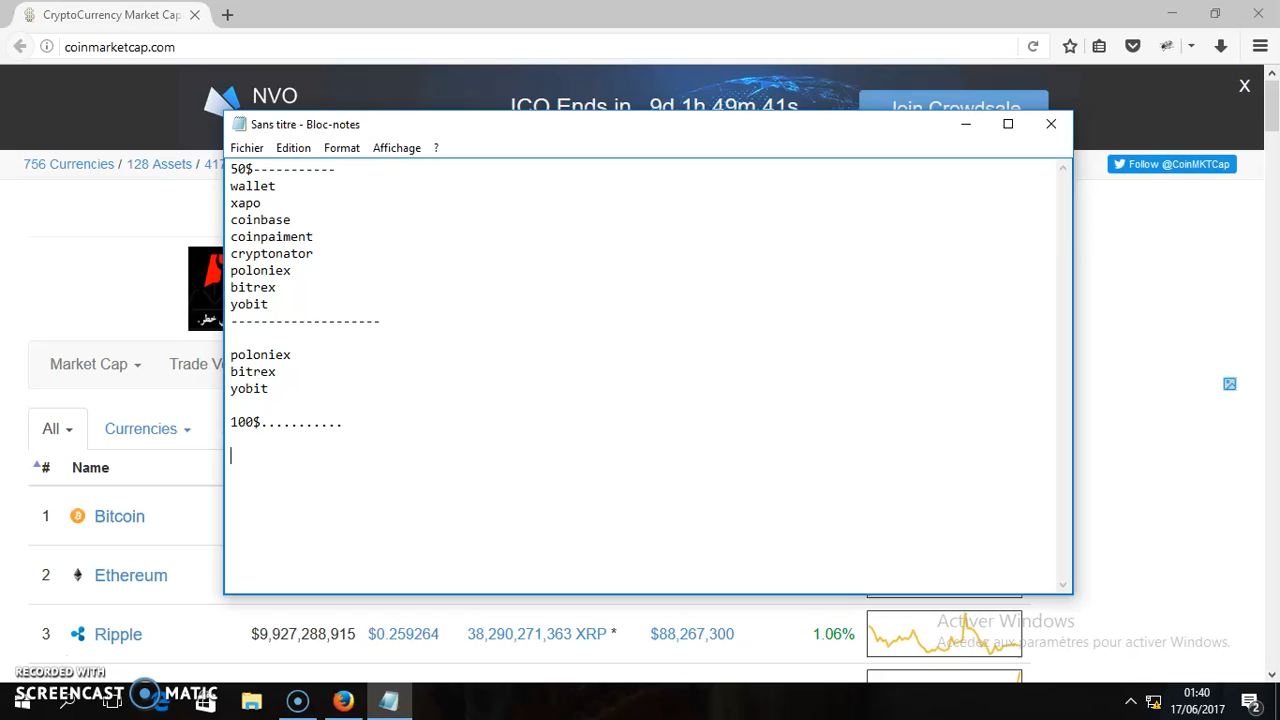 CryptoCurrency Market Cap
coinmarketcap.com
NVO
ICO Ends in 9d 1h 49m 41s
Join Crowdsale
X
Sans titre - Bloc-notes
Fichier Edition Format Affichage ?
756 Currencies / 128 Assets / 417
Follow @CoinMKTCap
50$-----------
wallet
xapo
coinbase
coinpaiment
cryptonator
poloniex
bitrex
yobit
--------------------
poloniex
bitrex
yobit
100$...........
Market Cap
Trade
All
Currencies
# Name
1 Bitcoin
2 Ethereum
3 Ripple $9,927,288,915 $0.259264 38,290,271,363 XRP * $88,267,300 1.06%
Activer Windows
Accédez aux paramètres pour activer Windows.
RECORDED WITH
SCREENCAST MATIC
01:40
17/06/2017
2